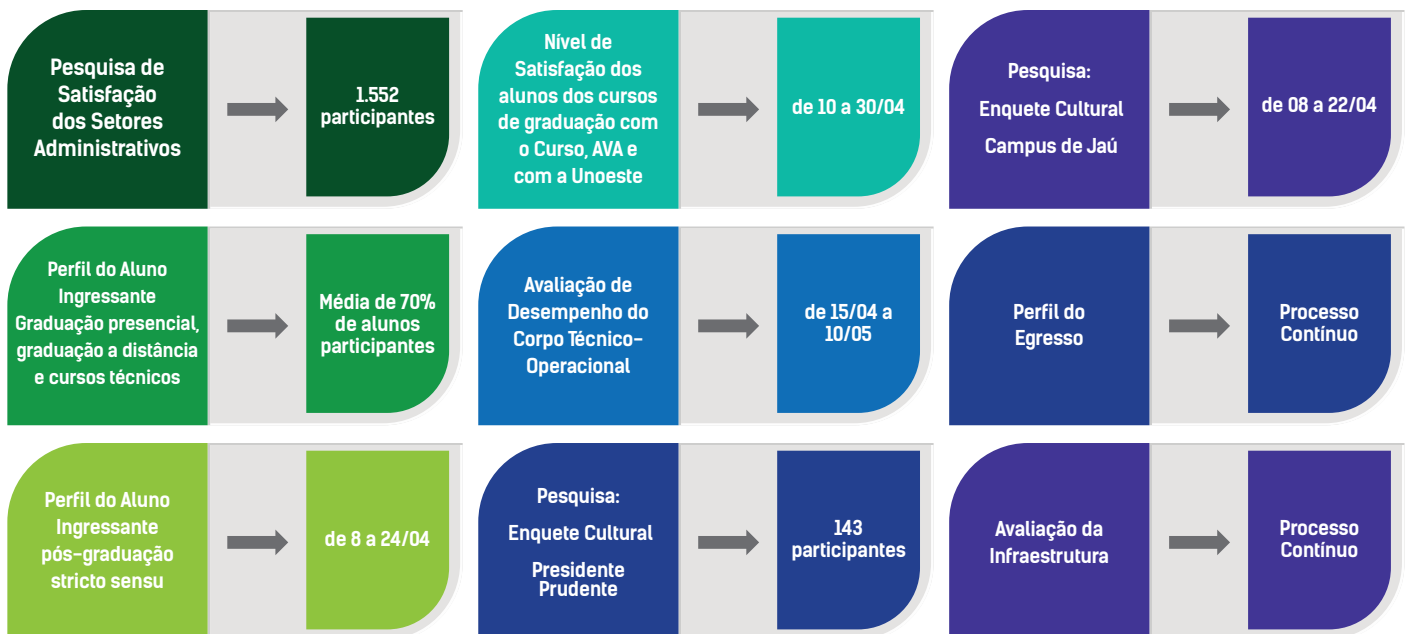 Pesquisa de
Satisfação
dos Setores
Administrativos
1.552
participantes
Nível de
Satisfação dos
alunos dos cursos
de graduação com
o Curso, AVA e
com a Unoeste
de 10 a 30/04
Pesquisa:
Enquete Cultural
Campus de Jaú
de 08 a 22/04
Perfil do Aluno
Ingressante
Graduação presencial,
graduação a distância
e cursos técnicos
Média de 70%
de alunos
participantes
Avaliação de
Desempenho do
Corpo Técnico-
Operacional
de 15/04 a
10/05
Perfil do
Egresso
Processo
Contínuo
Perfil do Aluno
Ingressante
pós-graduação
stricto sensu
de 8 a 24/04
Pesquisa:
Enquete Cultural
Presidente
Prudente
143
participantes
Avaliação da
Infraestrutura
Processo
Contínuo